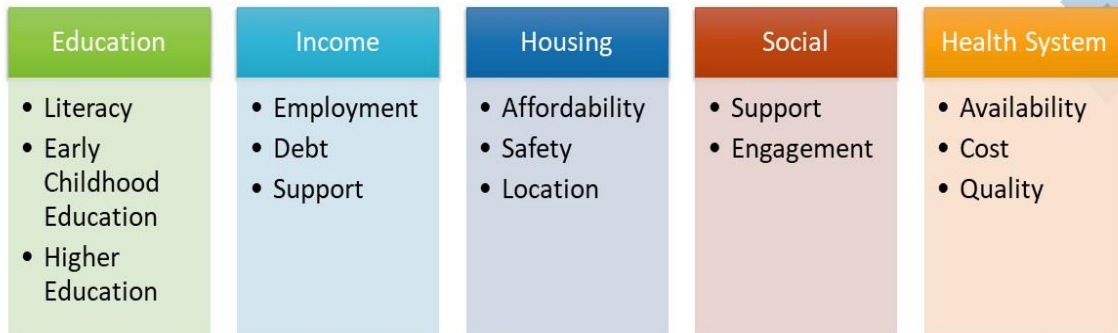 Education
• Literacy
• Early
Childhood
Education
• Higher
Education
Income
• Employment
• Debt
• Support
Housing
• Affordability
• Safety
• Location
Social
• Support
• Engagement
Health System
• Availability
• Cost
• Quality